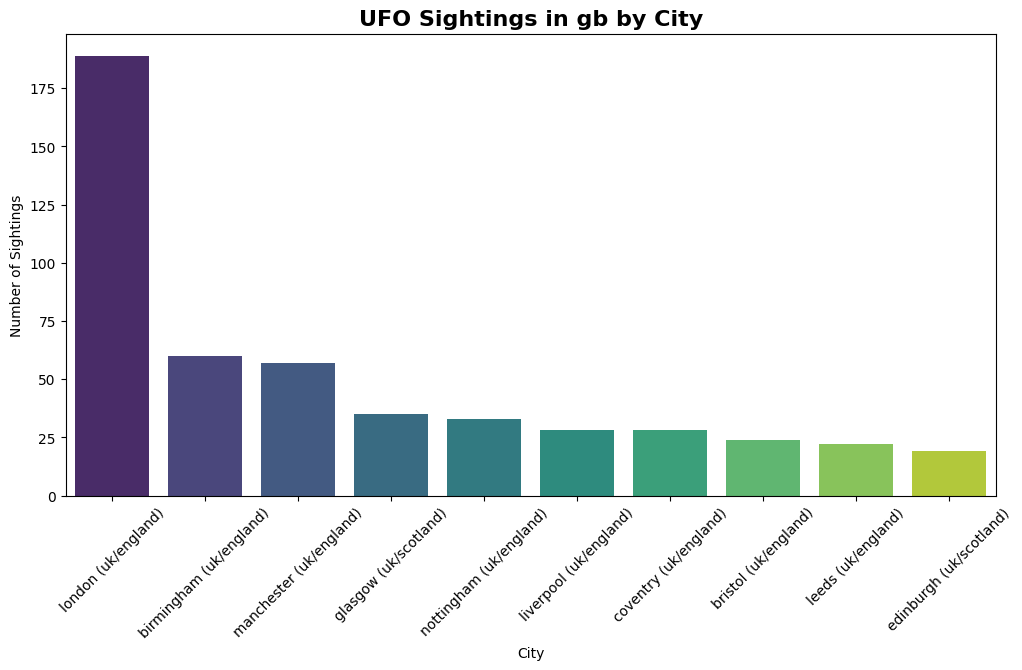 UFO Sightings in gb by City
Number of Sightings
175
150
125
100
75
50
25
0
london (uk/england)
birmingham (uk/england)
manchester (uk/england)
glasgow (uk/scotland)
nottingham (uk/england)
liverpool (uk/england)
coventry (uk/england)
bristol (uk/england)
leeds (uk/england)
edinburgh (uk/scotland)
City